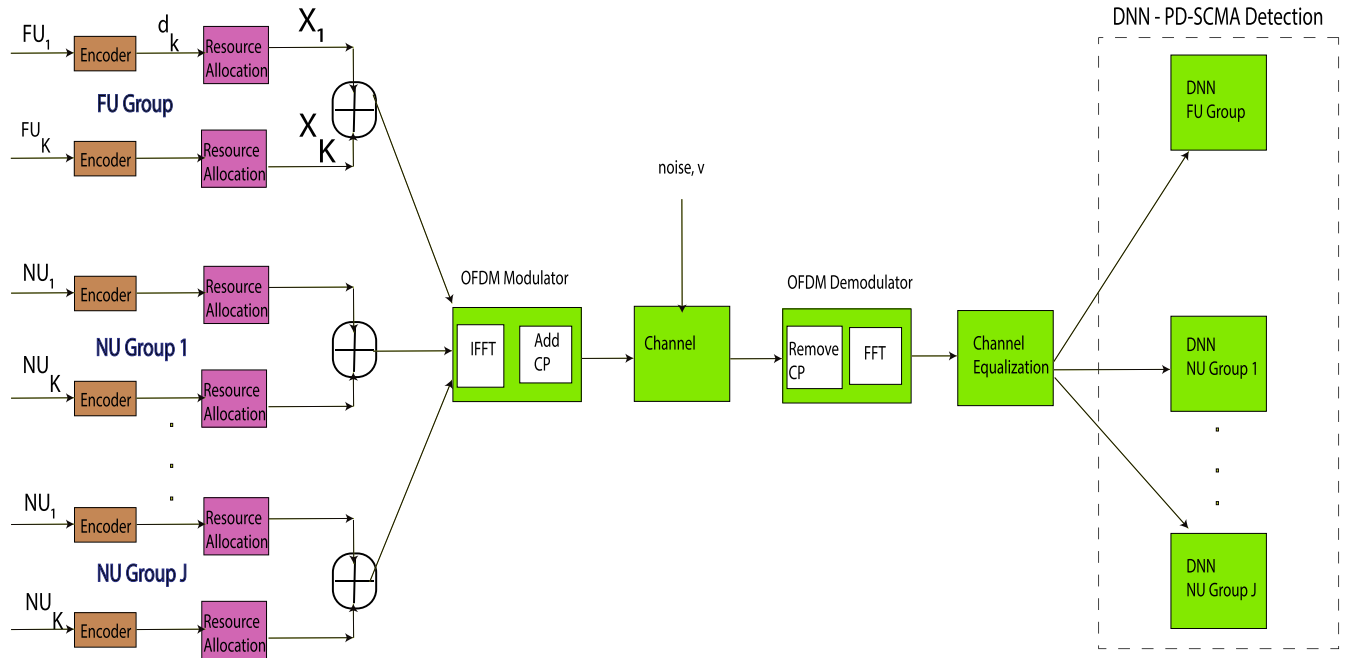 DNN - PD-SCMA Detection
FU1
Encoder
dk
Resource
Allocation
X1
FU Group
FUK
Encoder
Resource
Allocation
XK
NU1
Encoder
Resource
Allocation
NU Group 1
NUK
Encoder
Resource
Allocation
NU1
Encoder
Resource
Allocation
NU Group J
NUK
Encoder
Resource
Allocation
OFDM Modulator
IFFT
Add
CP
noise, v
Channel
OFDM Demodulator
Remove
CP
FFT
Channel
Equalization
DNN
FU Group
DNN
NU Group 1
DNN
NU Group J